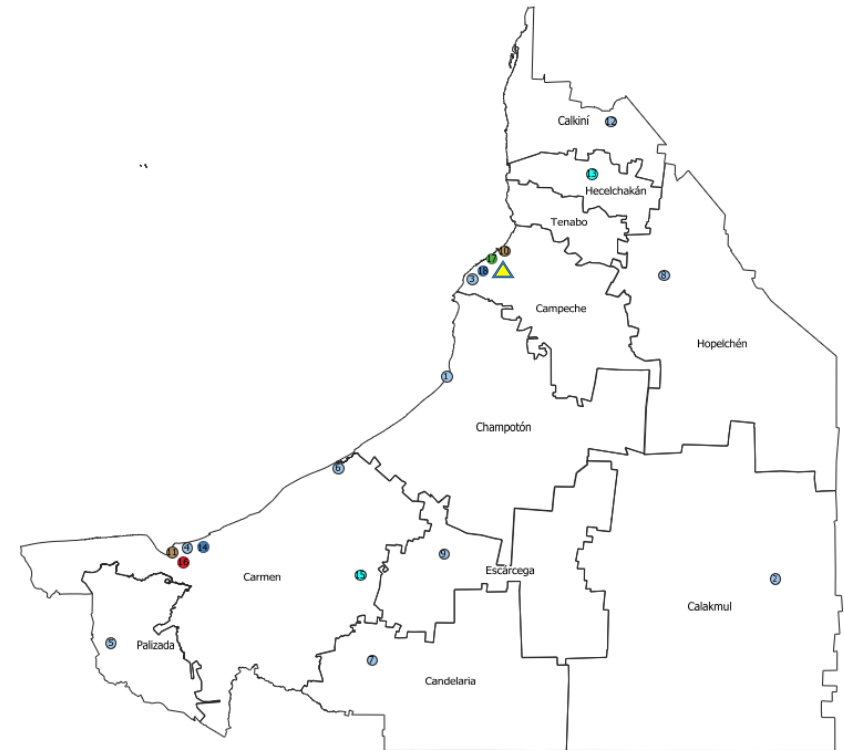 Calkiní
12
13
Hecelchakán
Tenabo
10
17
18
3
8
Campeche
Hopelchén
1
Champotón
6
11
4
14
16
9
Carmen
15
Escárcega
2
Calakmul
5
Palizada
7
Candelaria